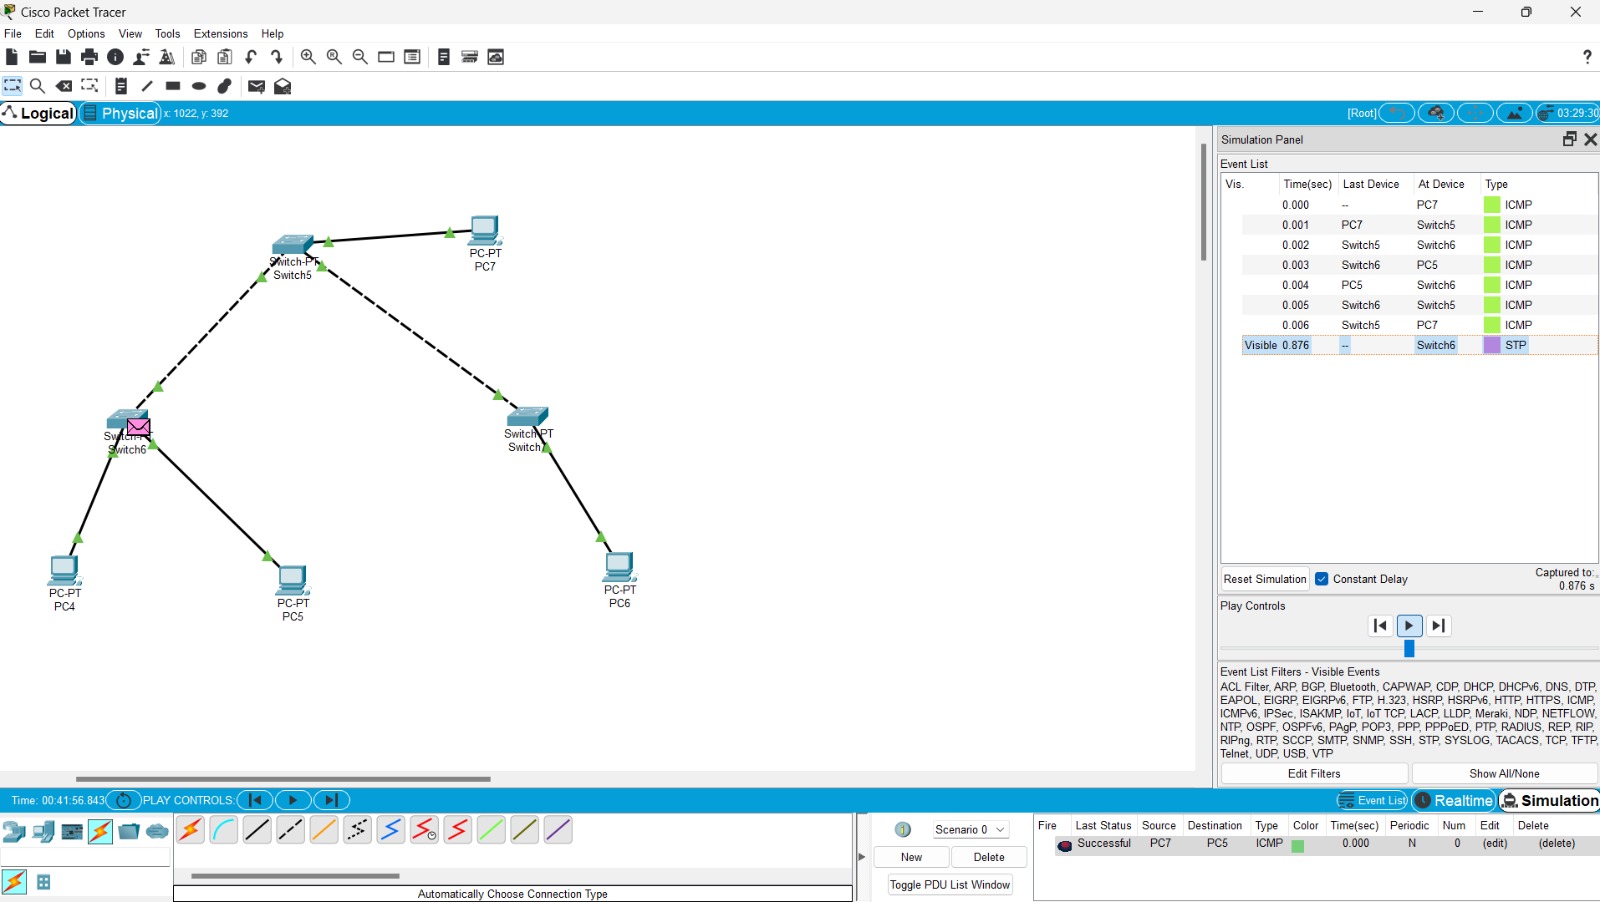 Cisco Packet Tracer
File Edit Options View Tools Extensions Help
?
Logical Physical x: 1022, y: 392 [Root] 03:29:30
Simulation Panel
Event List
Vis. Time(sec) Last Device At Device Type
0.000 -- PC7 ICMP
0.001 PC7 Switch5 ICMP
0.002 Switch5 Switch6 ICMP
0.003 Switch6 PC5 ICMP
0.004 PC5 Switch6 ICMP
0.005 Switch6 Switch5 ICMP
0.006 Switch5 PC7 ICMP
Visible 0.876 -- Switch6 STP
Switch-PT
Switch5
PC-PT
PC7
Switch-PT
Switch6
Switch-PT
PC-PT
PC4
PC-PT
PC5
PC-PT
PC6
Reset Simulation Constant Delay Captured to:
0.876 s
Play Controls
Event List Filters - Visible Events
ACL Filter, ARP, BGP, Bluetooth, CAPWAP, CDP, DHCP, DHCPv6, DNS, DTP,
EAPOL, EIGRP, EIGRPv6, FTP, H.323, HSRP, HSRPv6, HTTP, HTTPS, ICMP,
ICMPv6, IPSec, ISAKMP, IoT, IoT TCP, LACP, LLDP, Meraki, NDP, NETFLOW,
NTP, OSPF, OSPFv6, PAgP, POP3, PPP, PPPoED, PTP, RADIUS, REP, RIP,
RIPng, RTP, SCCP, SMTP, SNMP, SSH, STP, SYSLOG, TACACS, TCP, TFTP,
Telnet, UDP, USB, VTP
Edit Filters Show All/None
Time: 00:41:56.843 PLAY CONTROLS: Event List Realtime Simulation
Scenario 0
New Delete
Toggle PDU List Window
Fire Last Status Source Destination Type Color Time(sec) Periodic Num Edit Delete
Successful PC7 PC5 ICMP 0.000 N 0 (edit) (delete)
Automatically Choose Connection Type